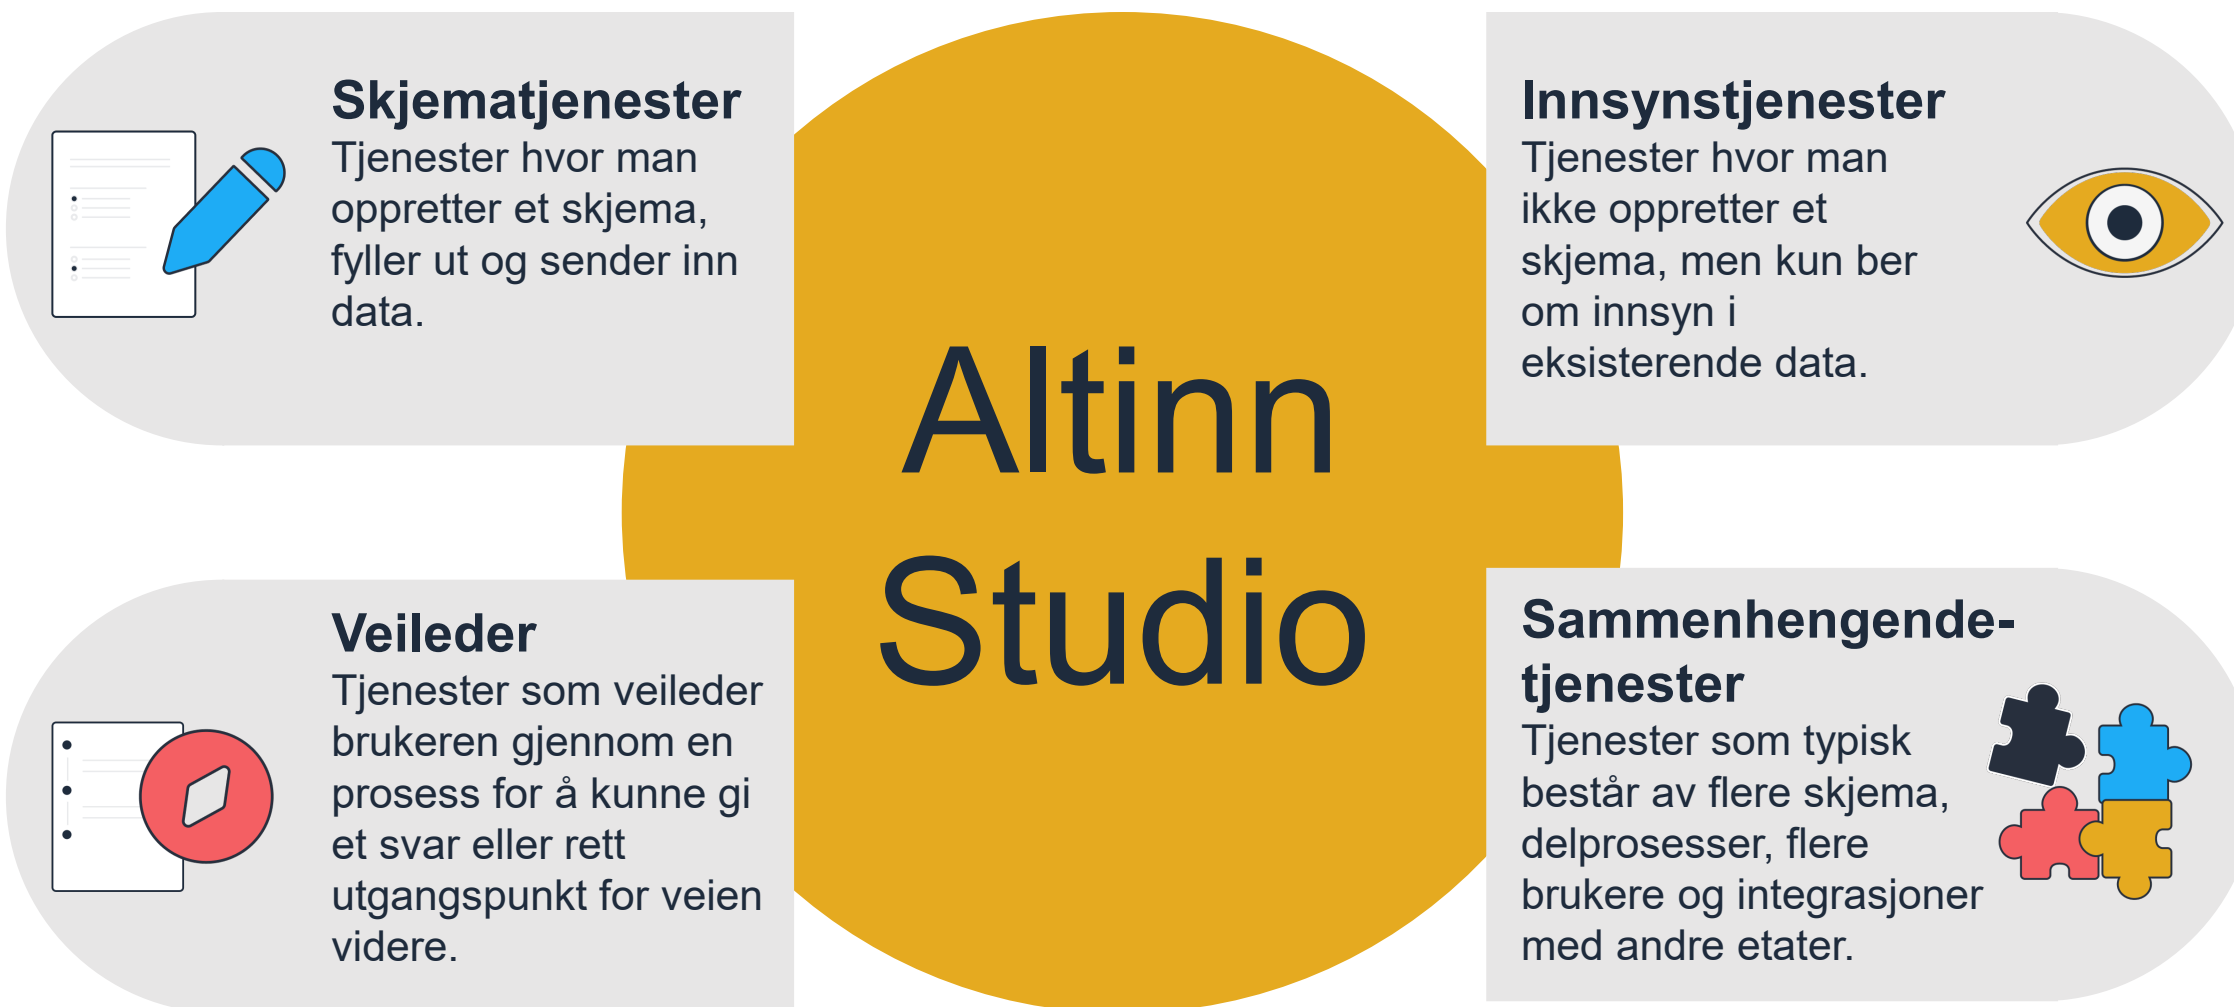 Skjematjenester
Tjenester hvor man
oppretter et skjema,
fyller ut og sender inn
data.
Innsynstjenester
Tjenester hvor man
ikke oppretter et
skjema, men kun ber
om innsyn i
eksisterende data.
Altinn
Studio
Veileder
Tjenester som veileder
brukeren gjennom en
prosess for å kunne gi
et svar eller rett
utgangspunkt for veien
videre.
Sammenhengende-
tjenester
Tjenester som typisk
består av flere skjema,
delprosesser, flere
brukere og integrasjoner
med andre etater.